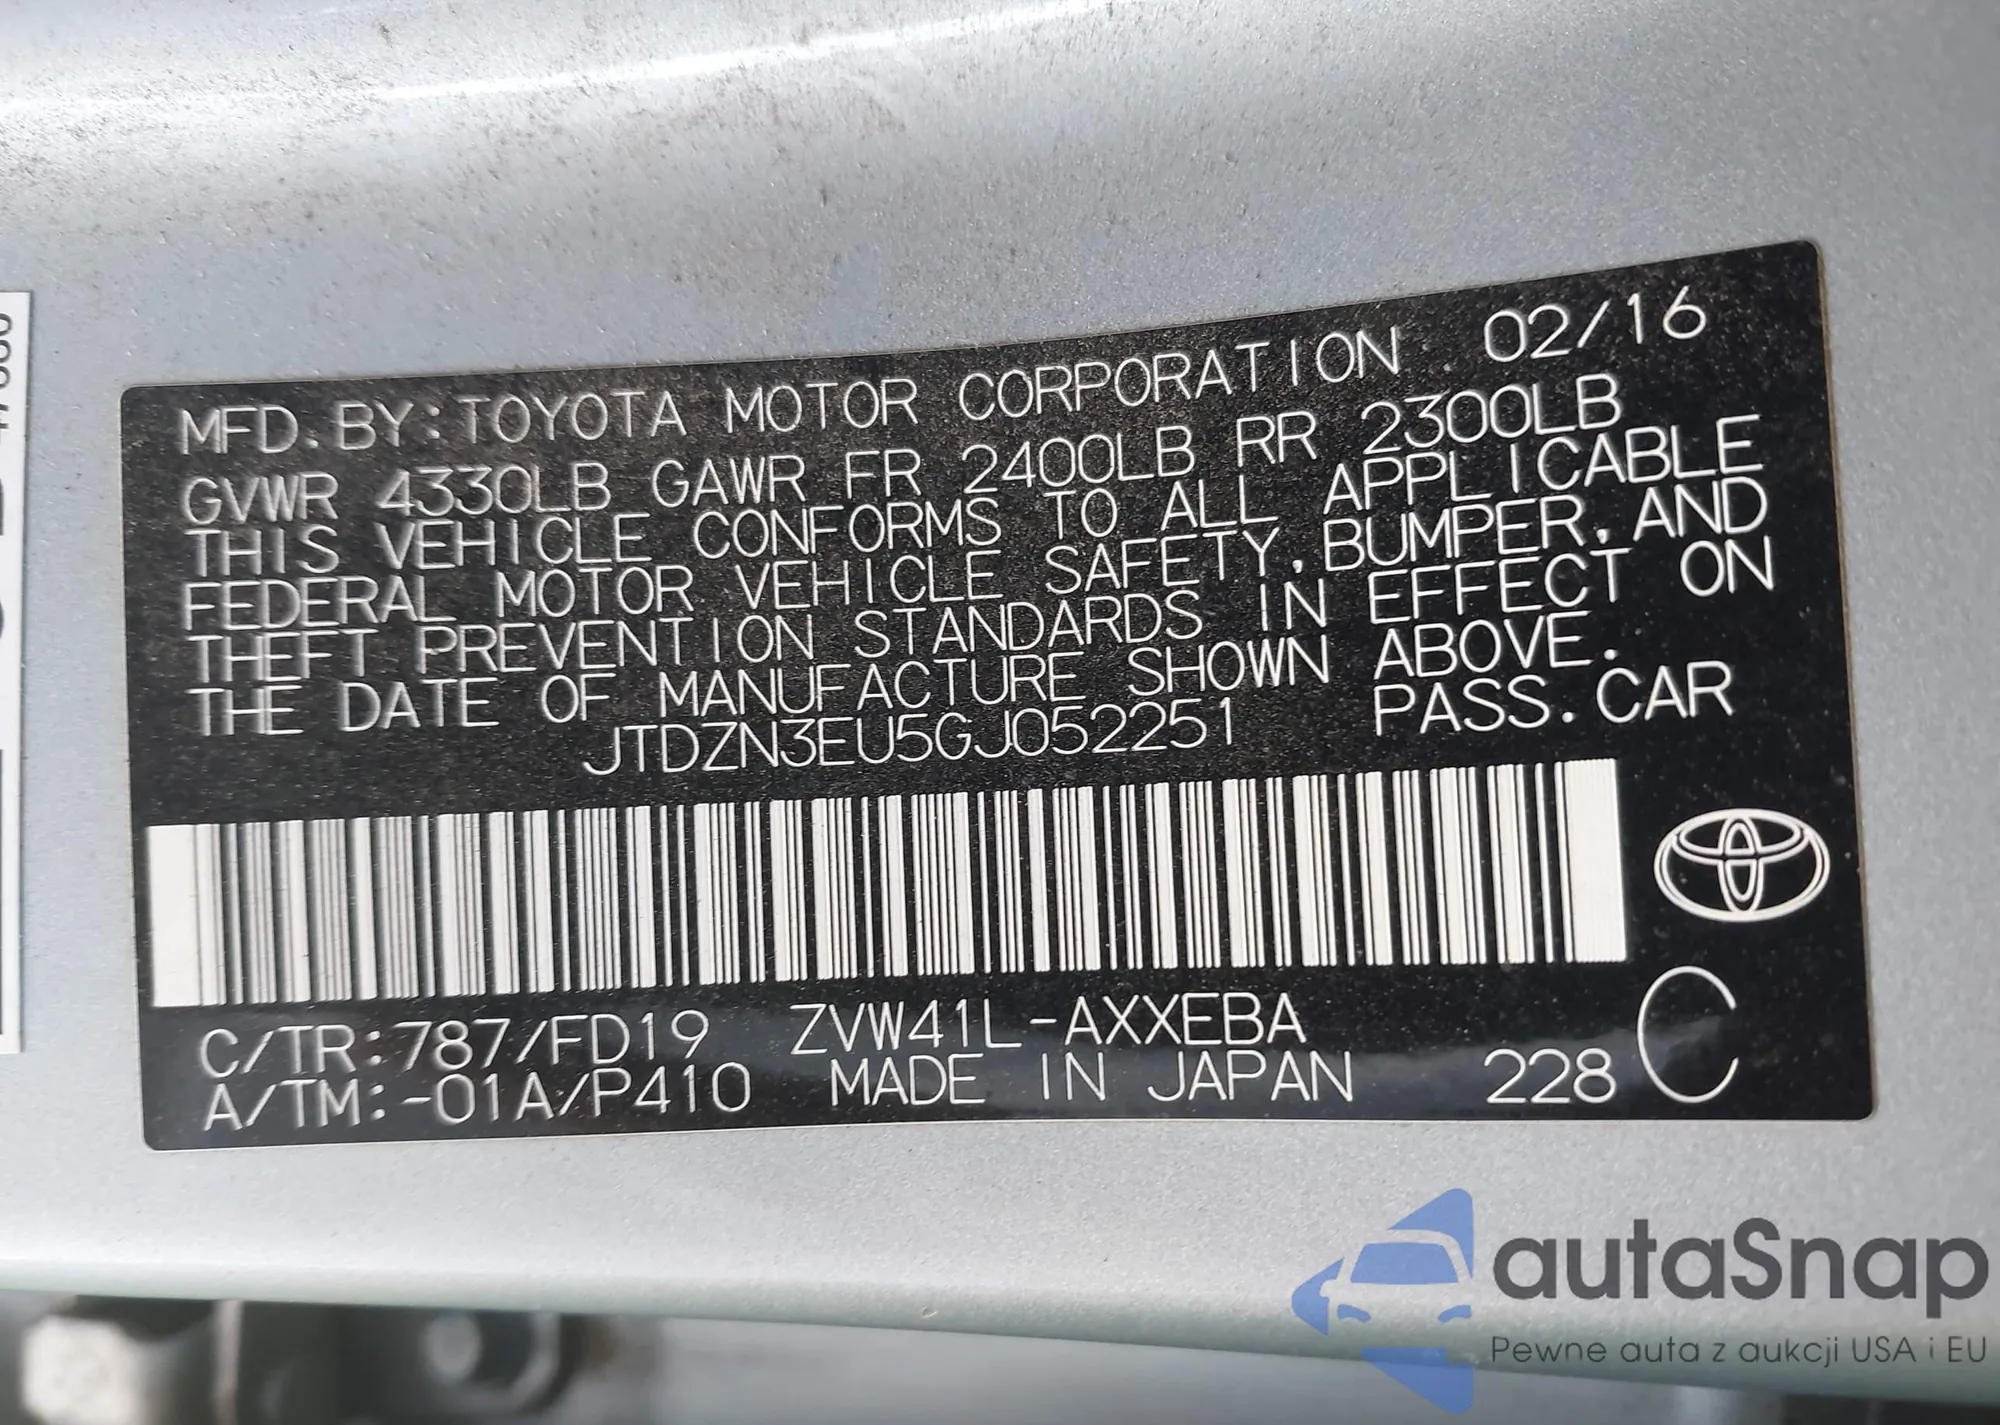 MFD. BY: TOYOTA MOTOR CORPORATION 02/16
GVWR 4330LB GAWR FR 2400LB RR 2300LB
THIS VEHICLE CONFORMS TO ALL APPLICABLE
FEDERAL MOTOR VEHICLE SAFETY, BUMPER, AND
THEFT PREVENTION STANDARDS IN EFFECT ON
THE DATE OF MANUFACTURE SHOWN ABOVE.
JTDZN3EU5GJ052251 PASS. CAR
C/TR:787/FD19 ZVW41L-AXXEBA
A/TM:-01A/P410 MADE IN JAPAN 228 C
autaSnap
Pewne auta z aukcji USA i EU